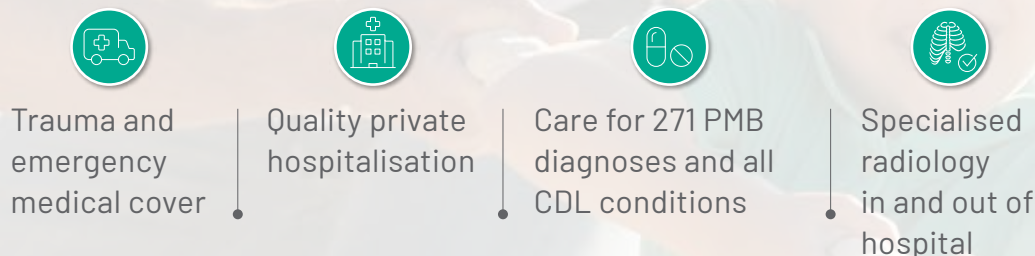 Trauma and
emergency
medical cover
Quality private
hospitalisation
Care for 271 PMB
diagnoses and all
CDL conditions
Specialised
radiology
in and out of
hospital